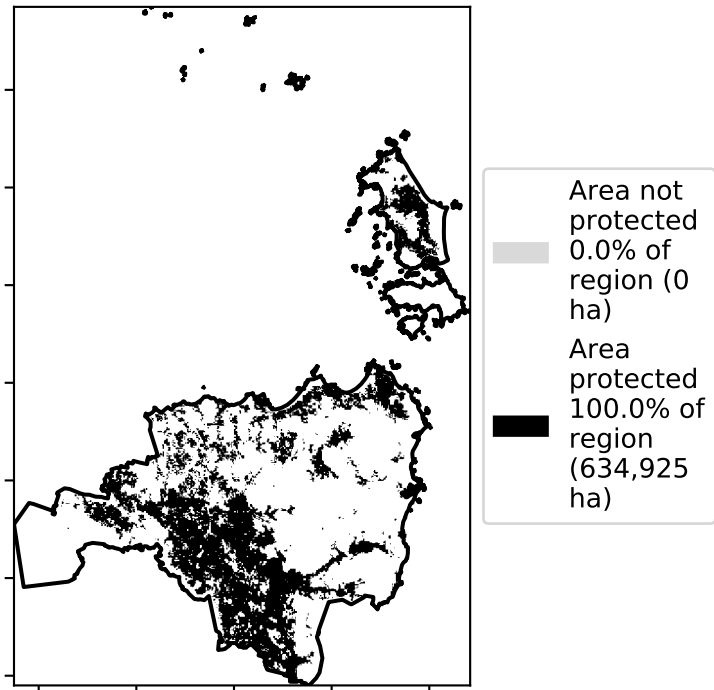 Area not
protected
0.0% of
region (0
ha)
Area
protected
100.0% of
region
(634,925
ha)